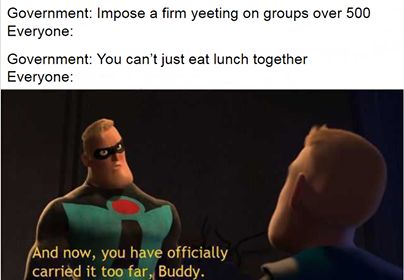 Government: Impose a firm yeeting on groups over 500
Everyone:
Government: You can’t just eat lunch together
Everyone:
And now, you have officially
carried it too far, Buddy.